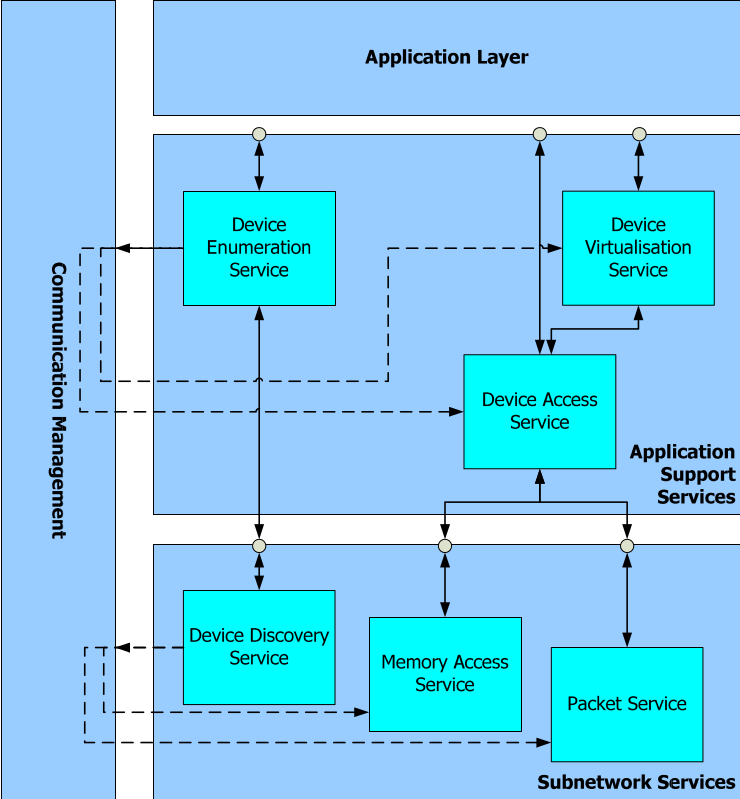 Application Layer
Device
Enumeration
Service
Device
Virtualisation
Service
Communication Management
Device Access
Service
Application
Support
Services
Device Discovery
Service
Memory Access
Service
Packet Service
Subnetwork Services